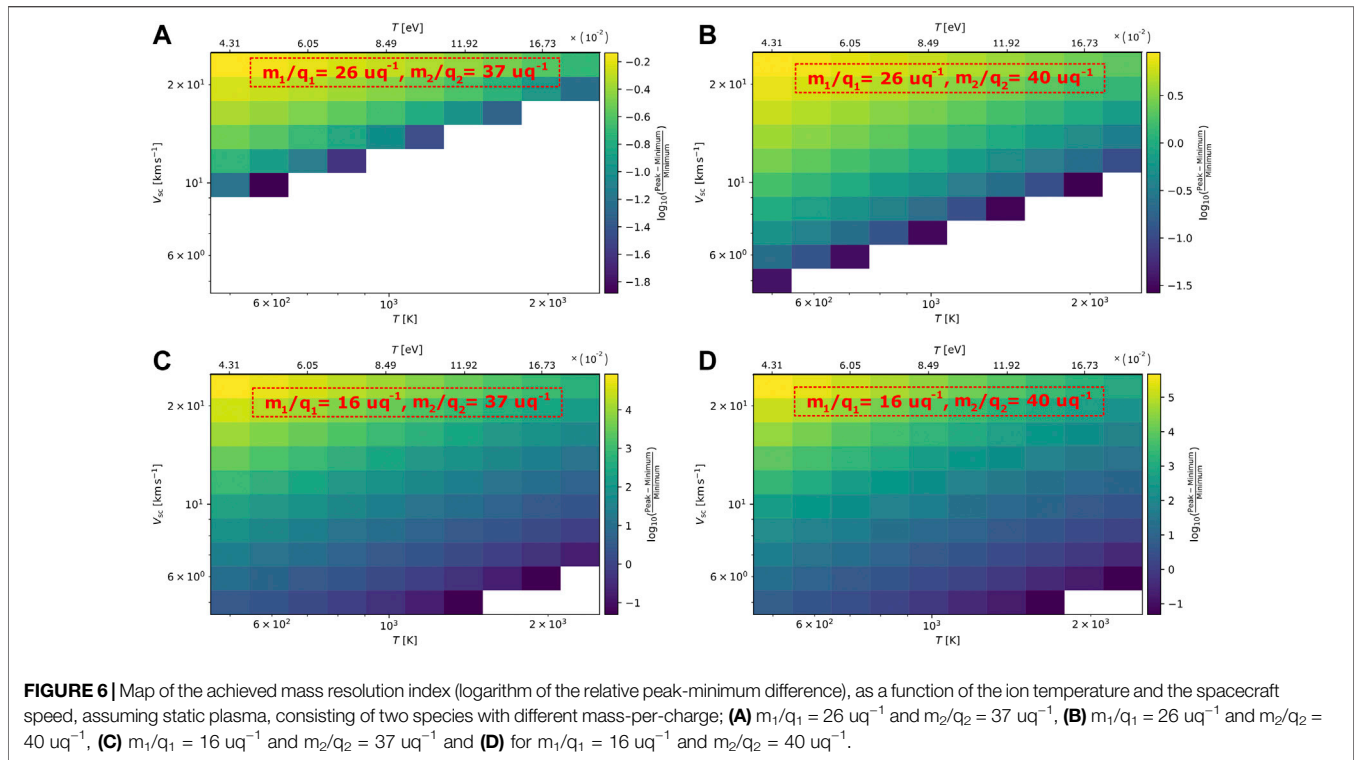 A
T [eV]
4.31 6.05 8.49 11.92 16.73 × (10⁻²)
m₁/q₁= 26 uq⁻¹, m₂/q₂= 37 uq⁻¹
2 × 10¹
10¹
6 × 10⁰
V_sc [km s⁻¹]
6 × 10² 10³ 2 × 10³
T [K]
−0.2
−0.4
−0.6
−0.8
−1.0
−1.2
−1.4
−1.6
−1.8
log₁₀(Peak − Minimum / Minimum)
B
T [eV]
4.31 6.05 8.49 11.92 16.73 × (10⁻²)
m₁/q₁= 26 uq⁻¹, m₂/q₂= 40 uq⁻¹
2 × 10¹
10¹
6 × 10⁰
V_sc [km s⁻¹]
6 × 10² 10³ 2 × 10³
T [K]
0.5
0.0
−0.5
−1.0
−1.5
log₁₀(Peak − Minimum / Minimum)
C
T [eV]
4.31 6.05 8.49 11.92 16.73 × (10⁻²)
m₁/q₁= 16 uq⁻¹, m₂/q₂= 37 uq⁻¹
2 × 10¹
10¹
6 × 10⁰
V_sc [km s⁻¹]
6 × 10² 10³ 2 × 10³
T [K]
4
3
2
1
0
−1
log₁₀(Peak − Minimum / Minimum)
D
T [eV]
4.31 6.05 8.49 11.92 16.73 × (10⁻²)
m₁/q₁= 16 uq⁻¹, m₂/q₂= 40 uq⁻¹
2 × 10¹
10¹
6 × 10⁰
V_sc [km s⁻¹]
6 × 10² 10³ 2 × 10³
T [K]
5
4
3
2
1
0
−1
log₁₀(Peak − Minimum / Minimum)
FIGURE 6 | Map of the achieved mass resolution index (logarithm of the relative peak-minimum difference), as a function of the ion temperature and the spacecraft
speed, assuming static plasma, consisting of two species with different mass-per-charge; (A) m₁/q₁ = 26 uq⁻¹ and m₂/q₂ = 37 uq⁻¹, (B) m₁/q₁ = 26 uq⁻¹ and m₂/q₂ =
40 uq⁻¹, (C) m₁/q₁ = 16 uq⁻¹ and m₂/q₂ = 37 uq⁻¹ and (D) for m₁/q₁ = 16 uq⁻¹ and m₂/q₂ = 40 uq⁻¹.